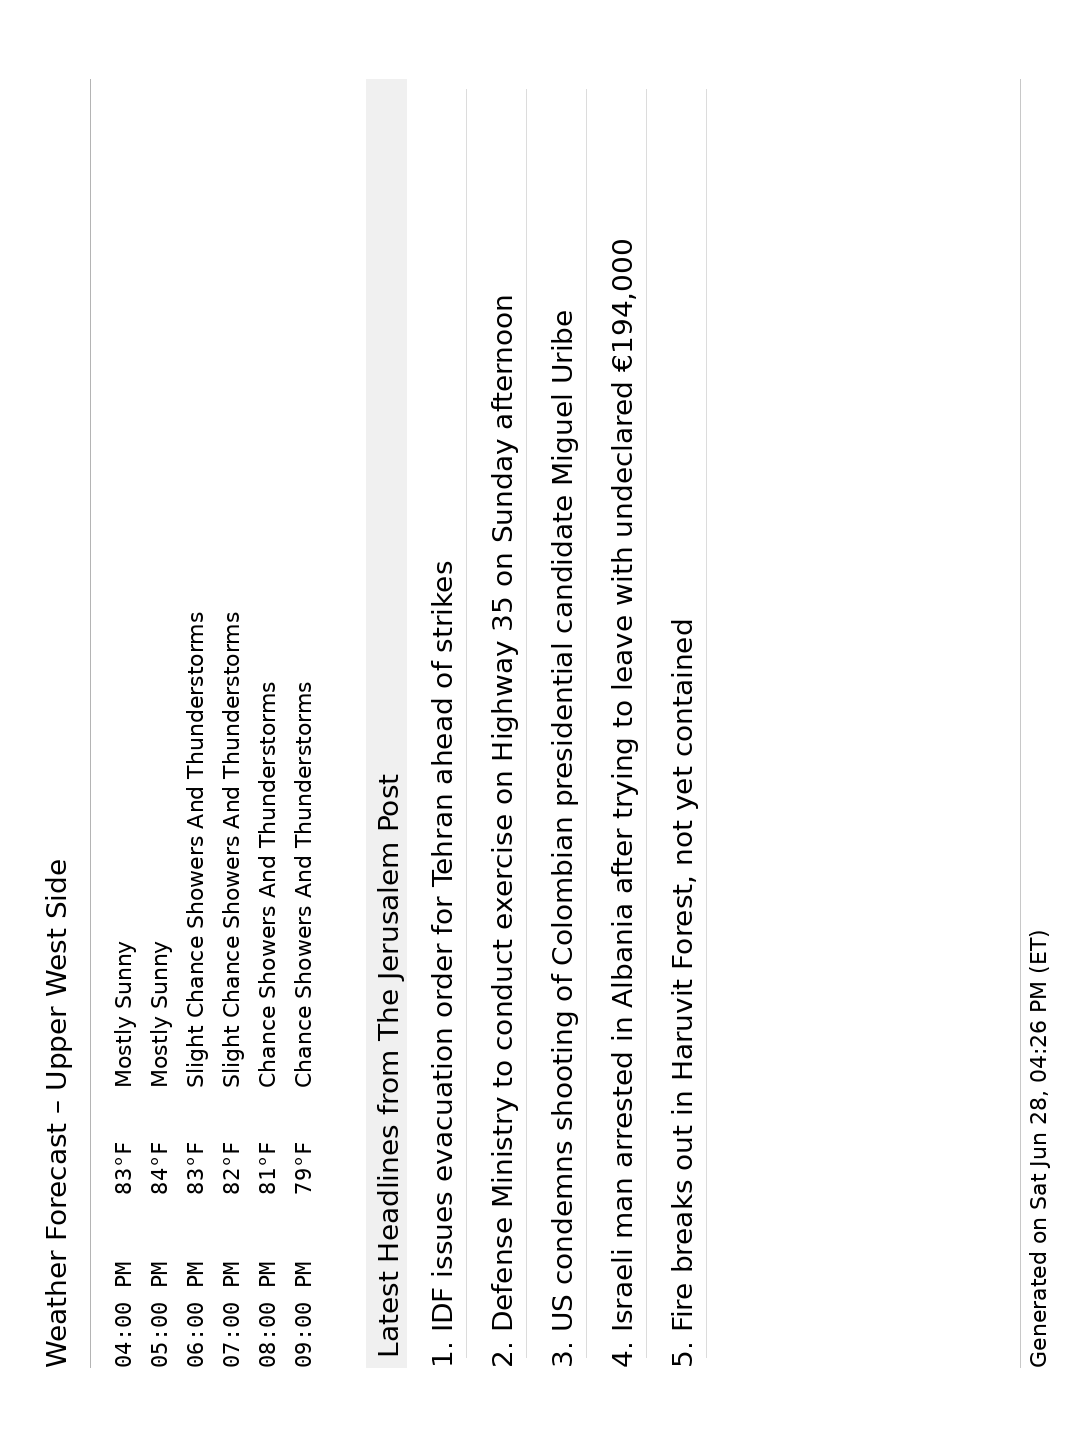 Weather Forecast – Upper West Side
04:00 PM 83°F Mostly Sunny
05:00 PM 84°F Mostly Sunny
06:00 PM 83°F Slight Chance Showers And Thunderstorms
07:00 PM 82°F Slight Chance Showers And Thunderstorms
08:00 PM 81°F Chance Showers And Thunderstorms
09:00 PM 79°F Chance Showers And Thunderstorms
Latest Headlines from The Jerusalem Post
1. IDF issues evacuation order for Tehran ahead of strikes
2. Defense Ministry to conduct exercise on Highway 35 on Sunday afternoon
3. US condemns shooting of Colombian presidential candidate Miguel Uribe
4. Israeli man arrested in Albania after trying to leave with undeclared €194,000
5. Fire breaks out in Haruvit Forest, not yet contained
Generated on Sat Jun 28, 04:26 PM (ET)